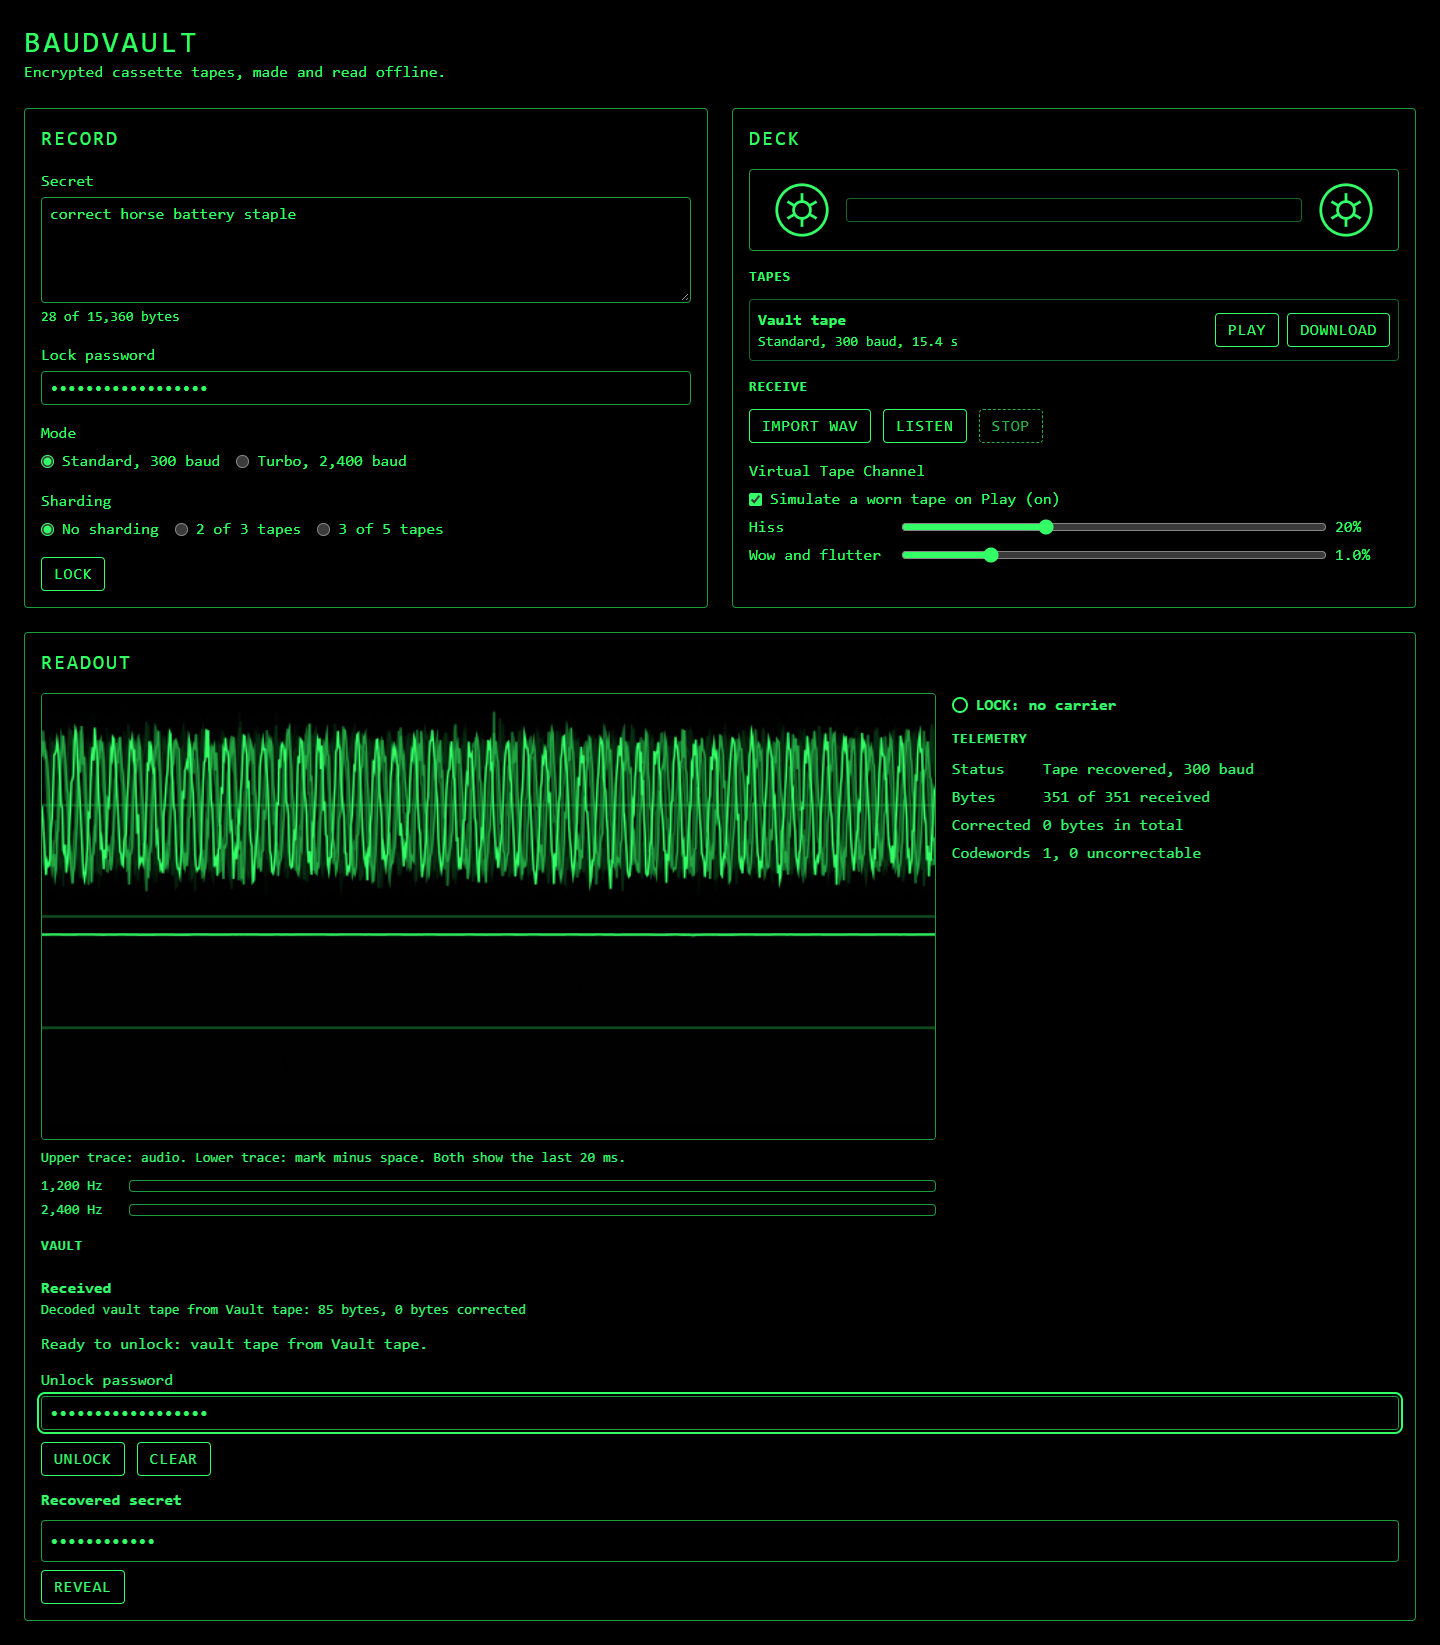 BAUDVAULT
Encrypted cassette tapes, made and read offline.
RECORD
Secret
correct horse battery staple
28 of 15,360 bytes
Lock password
••••••••••••••••••
Mode
Standard, 300 baud
Turbo, 2,400 baud
Sharding
No sharding
2 of 3 tapes
3 of 5 tapes
LOCK
DECK
TAPES
Vault tape
Standard, 300 baud, 15.4 s
PLAY
DOWNLOAD
RECEIVE
IMPORT WAV
LISTEN
STOP
Virtual Tape Channel
Simulate a worn tape on Play (on)
Hiss
20%
Wow and flutter
1.0%
READOUT
LOCK: no carrier
TELEMETRY
Status Tape recovered, 300 baud
Bytes 351 of 351 received
Corrected 0 bytes in total
Codewords 1, 0 uncorrectable
Upper trace: audio. Lower trace: mark minus space. Both show the last 20 ms.
1,200 Hz
2,400 Hz
VAULT
Received
Decoded vault tape from Vault tape: 85 bytes, 0 bytes corrected
Ready to unlock: vault tape from Vault tape.
Unlock password
••••••••••••••••••
UNLOCK
CLEAR
Recovered secret
••••••••••••
REVEAL